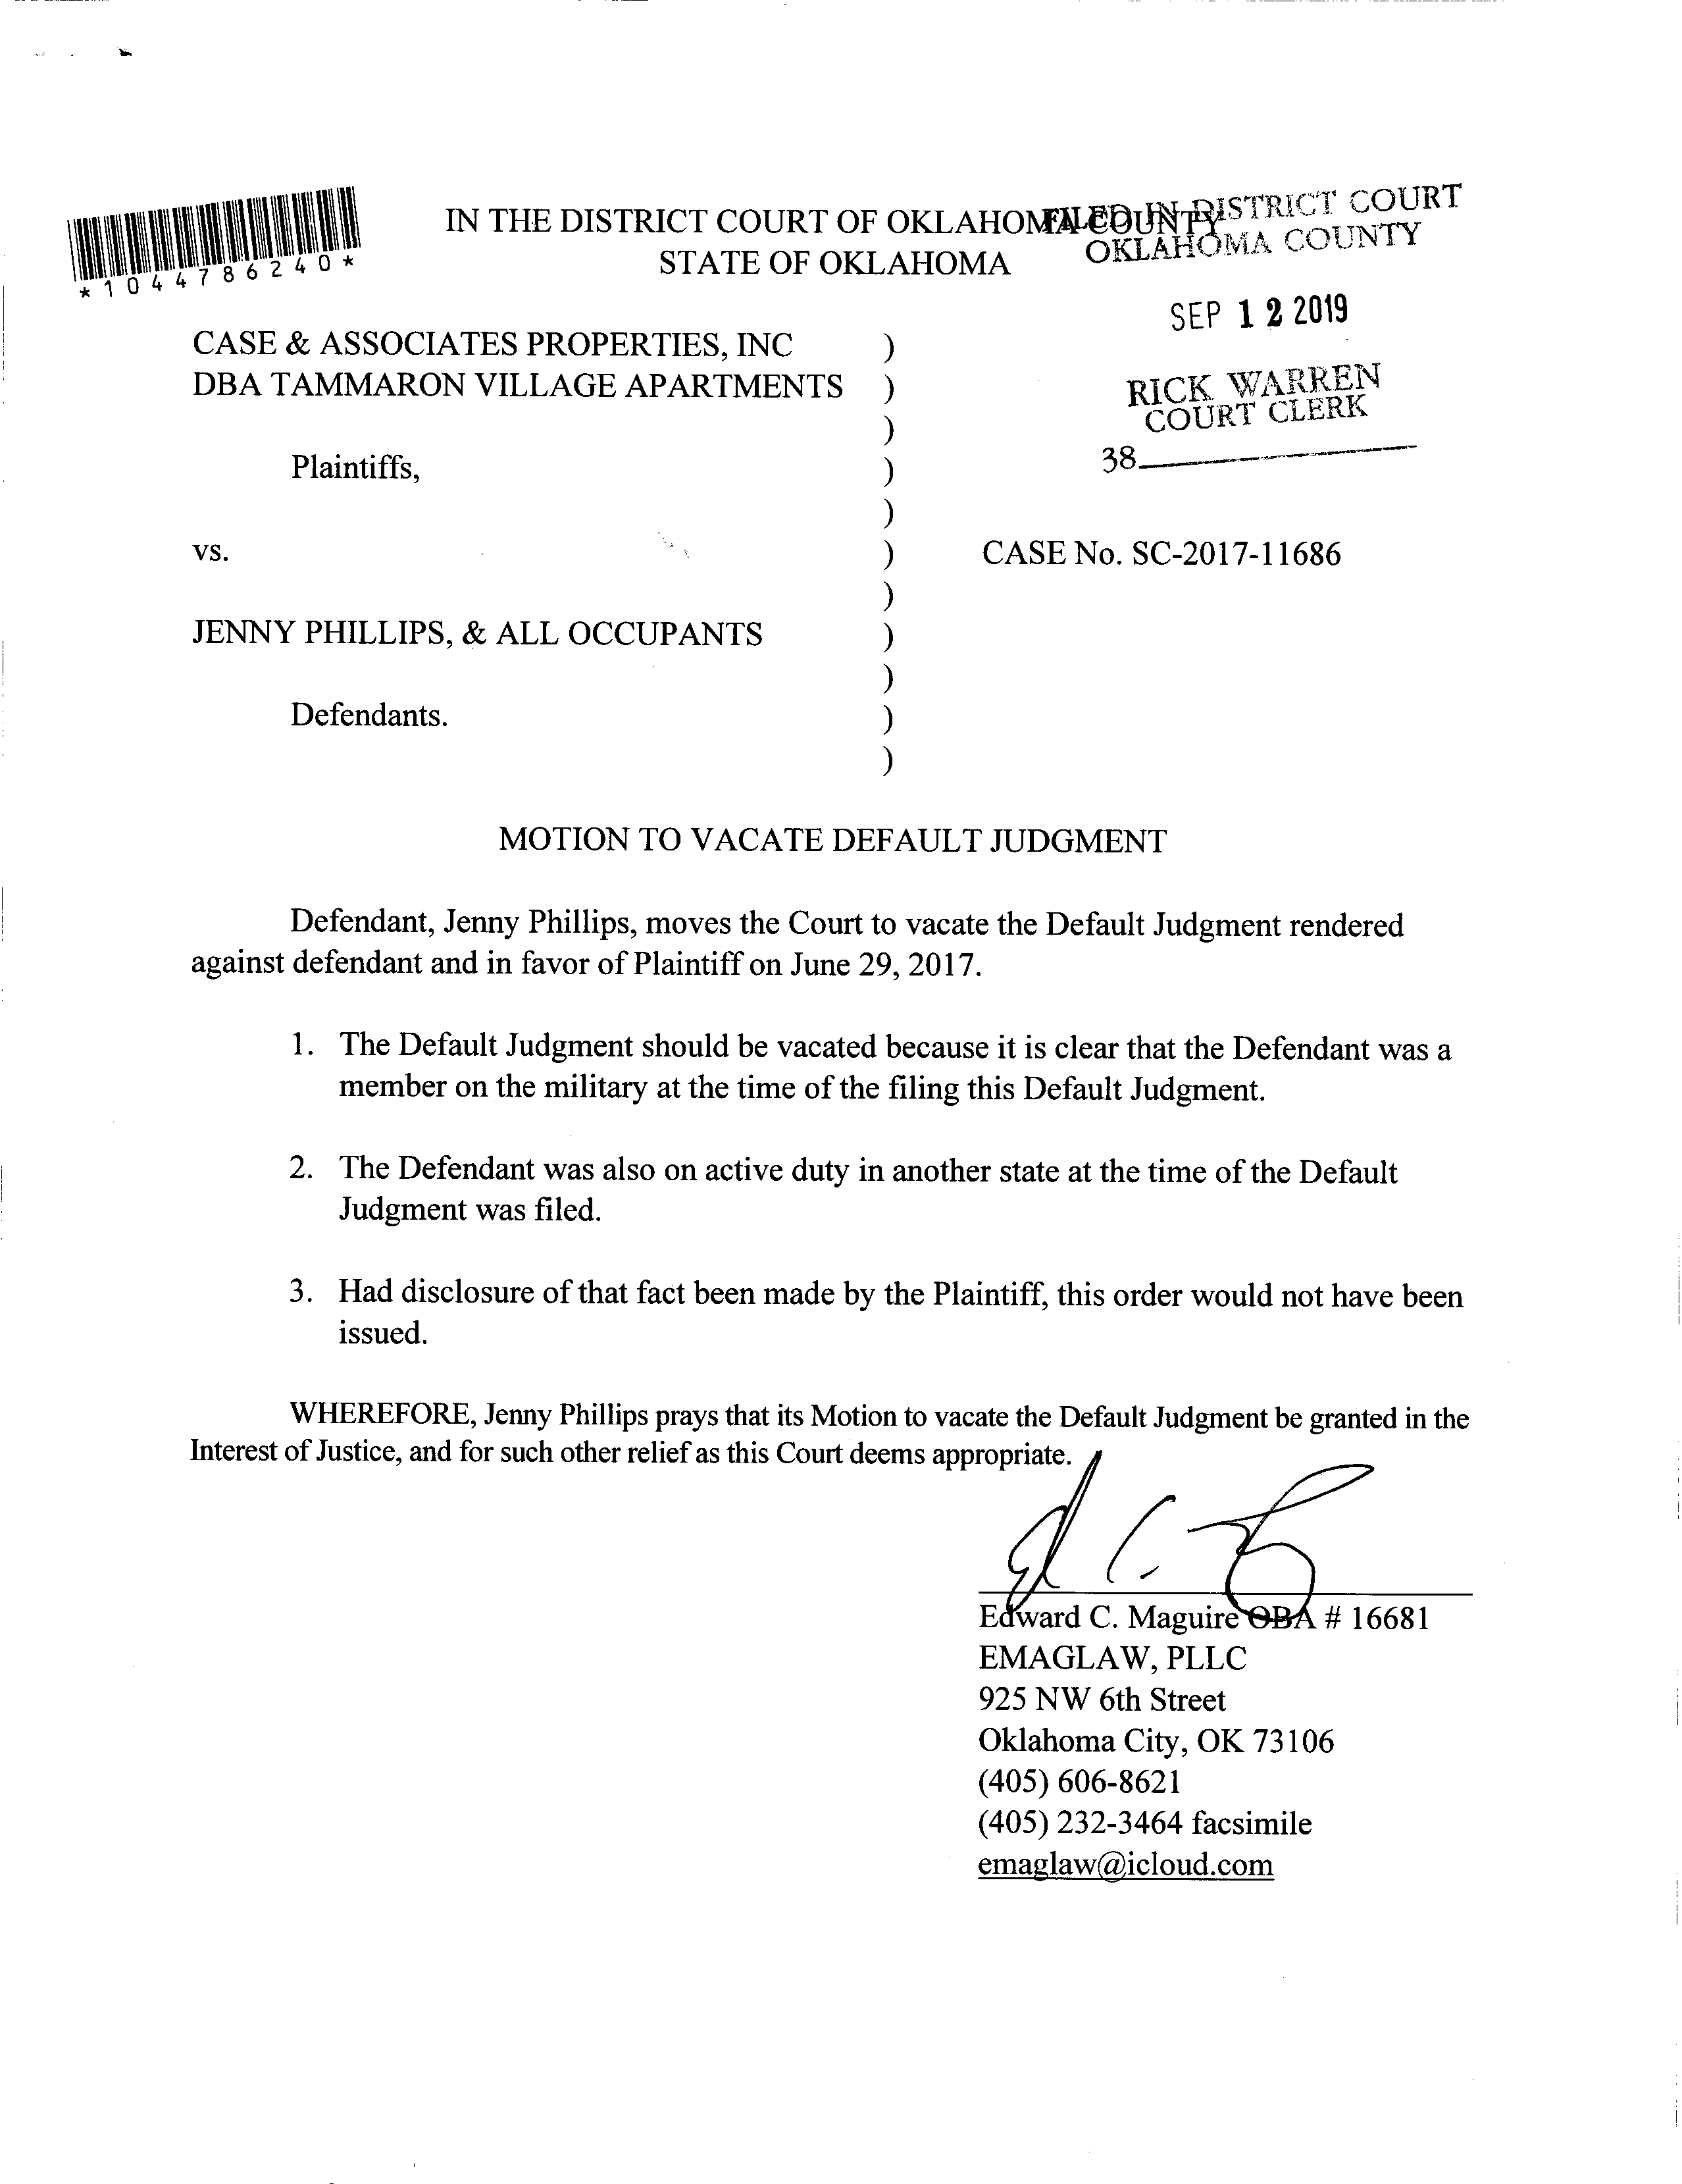 *1044786240*
IN THE DISTRICT COURT OF OKLAHOMA COUNTY
STATE OF OKLAHOMA
FILED IN DISTRICT COURT
OKLAHOMA COUNTY
SEP 12 2019
RICK WARREN
COURT CLERK
38
CASE & ASSOCIATES PROPERTIES, INC )
DBA TAMMARON VILLAGE APARTMENTS )
)
Plaintiffs, )
)
vs. ) CASE No. SC-2017-11686
)
JENNY PHILLIPS, & ALL OCCUPANTS )
)
Defendants. )
)
MOTION TO VACATE DEFAULT JUDGMENT
Defendant, Jenny Phillips, moves the Court to vacate the Default Judgment rendered
against defendant and in favor of Plaintiff on June 29, 2017.
1. The Default Judgment should be vacated because it is clear that the Defendant was a
member on the military at the time of the filing this Default Judgment.
2. The Defendant was also on active duty in another state at the time of the Default
Judgment was filed.
3. Had disclosure of that fact been made by the Plaintiff, this order would not have been
issued.
WHEREFORE, Jenny Phillips prays that its Motion to vacate the Default Judgment be granted in the
Interest of Justice, and for such other relief as this Court deems appropriate.
Edward C. Maguire OBA # 16681
EMAGLAW, PLLC
925 NW 6th Street
Oklahoma City, OK 73106
(405) 606-8621
(405) 232-3464 facsimile
emaglaw@icloud.com